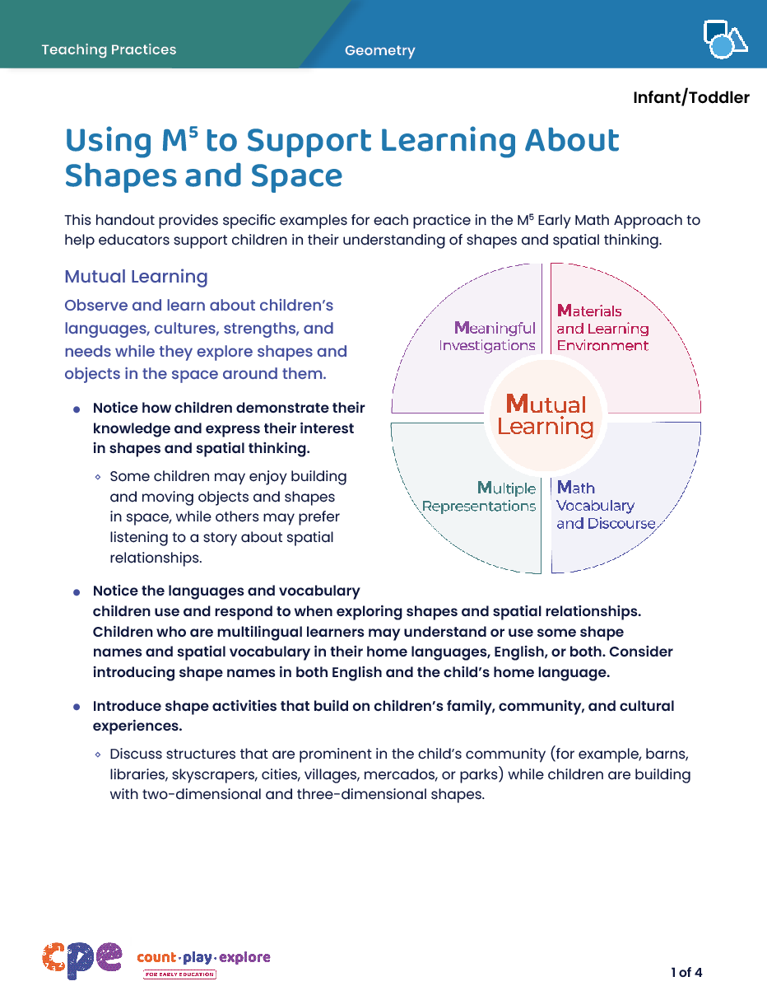 Teaching Practices
Geometry
Infant/Toddler
Using M⁵ to Support Learning About
Shapes and Space
This handout provides specific examples for each practice in the M⁵ Early Math Approach to
help educators support children in their understanding of shapes and spatial thinking.
Mutual Learning
Observe and learn about children’s
languages, cultures, strengths, and
needs while they explore shapes and
objects in the space around them.
● Notice how children demonstrate their
knowledge and express their interest
in shapes and spatial thinking.
⋄ Some children may enjoy building
and moving objects and shapes
in space, while others may prefer
listening to a story about spatial
relationships.
Meaningful
Investigations
Materials
and Learning
Environment
Mutual
Learning
Multiple
Representations
Math
Vocabulary
and Discourse
● Notice the languages and vocabulary
children use and respond to when exploring shapes and spatial relationships.
Children who are multilingual learners may understand or use some shape
names and spatial vocabulary in their home languages, English, or both. Consider
introducing shape names in both English and the child’s home language.
● Introduce shape activities that build on children’s family, community, and cultural
experiences.
⋄ Discuss structures that are prominent in the child’s community (for example, barns,
libraries, skyscrapers, cities, villages, mercados, or parks) while children are building
with two-dimensional and three-dimensional shapes.
cpe
count·play·explore
FOR EARLY EDUCATION
1 of 4